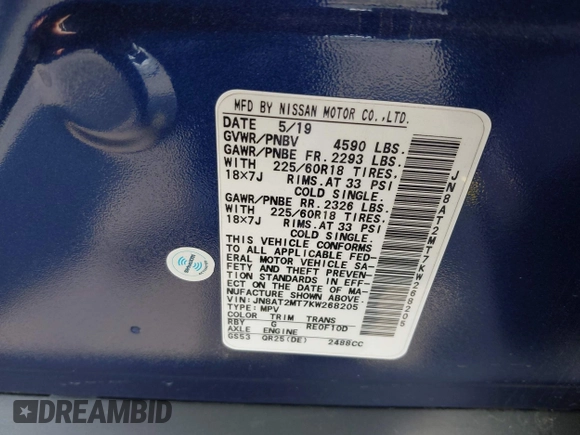 MFD BY NISSAN MOTOR CO.,LTD.
DATE 5/19
GVWR/PNBV 4590 LBS.
GAWR/PNBE FR. 2293 LBS.
WITH 225/60R18 TIRES.
18×7J RIMS.AT 33 PSI
COLD SINGLE.
GAWR/PNBE RR. 2326 LBS.
WITH 225/60R18 TIRES.
18×7J RIMS.AT 33 PSI
COLD SINGLE.
THIS VEHICLE CONFORMS
TO ALL APPLICABLE FED-
ERAL MOTOR VEHICLE SA-
FETY AND THEFT PREVEN-
TION STANDARDS IN EFF-
ECT ON THE DATE OF MA-
NUFACTURE SHOWN ABOVE.
VIN: JN8AT2MT7KW268205
TYPE: MPV
COLOR TRIM TRANS
RBY G RE0F10D
AXLE ENGINE
GS53 QR25(DE) 2488CC
JN8AT2MT7KW268205
DREAMBID